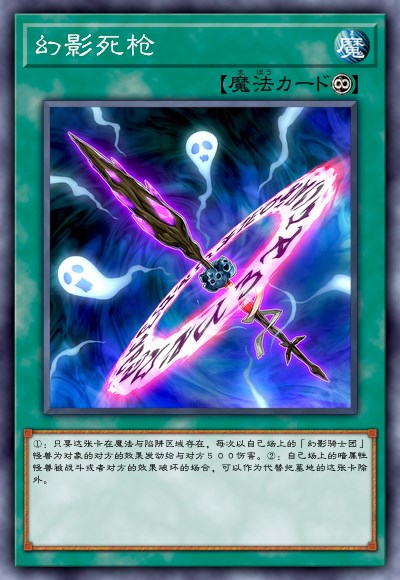 幻影死枪
魔
【魔法カード】
まほう
①：只要这张卡在魔法与陷阱区域存在，每次以自己场上的「幻影骑士团」
怪兽为对象的对方的效果发动给与对方５００伤害。②：自己场上的暗属性
怪兽被战斗或者对方的效果破坏的场合，可以作为代替把墓地的这张卡除
外。